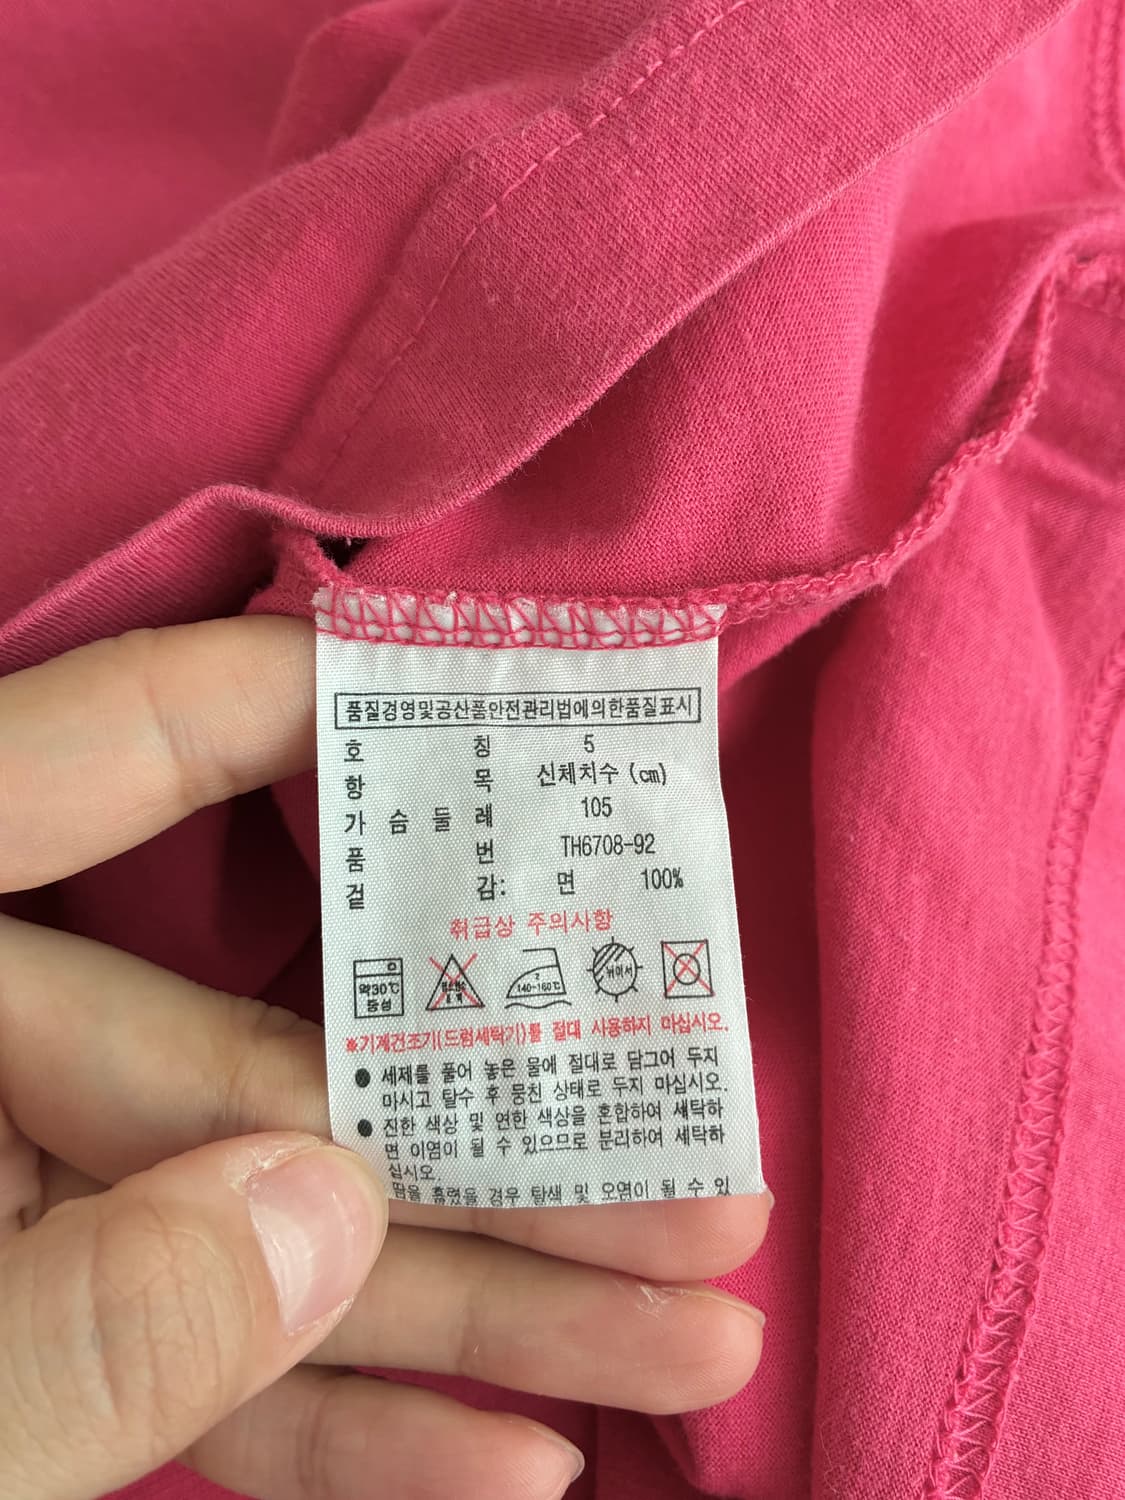 품질경영및공산품안전관리법에의한품질표시
호 칭 5
항 목 신체치수 (㎝)
가 슴 둘 레 105
품 번 TH6708-92
겉 감: 면 100%
취급상 주의사항
약30℃
중성
2
140~160℃
뉘어서
※기계건조기(드럼세탁기)를 절대 사용하지 마십시오.
● 세제를 풀어 놓은 물에 절대로 담그어 두지
마시고 탈수 후 뭉친 상태로 두지 마십시오.
● 진한 색상 및 연한 색상을 혼합하여 세탁하
면 이염이 될 수 있으므로 분리하여 세탁하
십시오.
땀을 흘렸을 경우 탈색 및 오염이 될 수 있